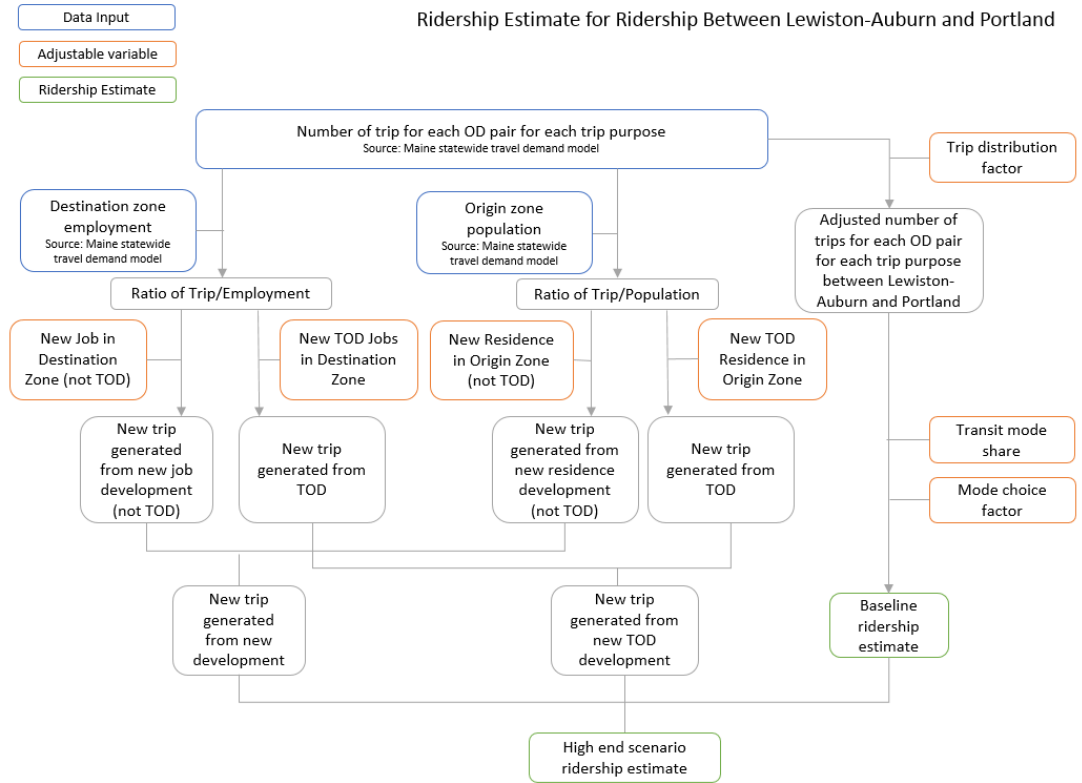 Data Input
Ridership Estimate for Ridership Between Lewiston-Auburn and Portland
Adjustable variable
Ridership Estimate
Number of trip for each OD pair for each trip purpose
Source: Maine statewide travel demand model
Trip distribution
factor
Destination zone
employment
Source: Maine statewide
travel demand model
Origin zone
population
Source: Maine statewide
travel demand model
Adjusted number of
trips for each OD pair
for each trip purpose
between Lewiston-
Auburn and Portland
Ratio of Trip/Employment
Ratio of Trip/Population
New Job in
Destination
Zone (not TOD)
New TOD Jobs
in Destination
Zone
New Residence
in Origin Zone
(not TOD)
New TOD
Residence in
Origin Zone
New trip
generated
from new job
development
(not TOD)
New trip
generated from
TOD
New trip
generated
from new
residence
development
(not TOD)
New trip
generated from
TOD
Transit mode
share
Mode choice
factor
New trip
generated
from new
development
New trip
generated from
new TOD
development
Baseline
ridership
estimate
High end scenario
ridership estimate